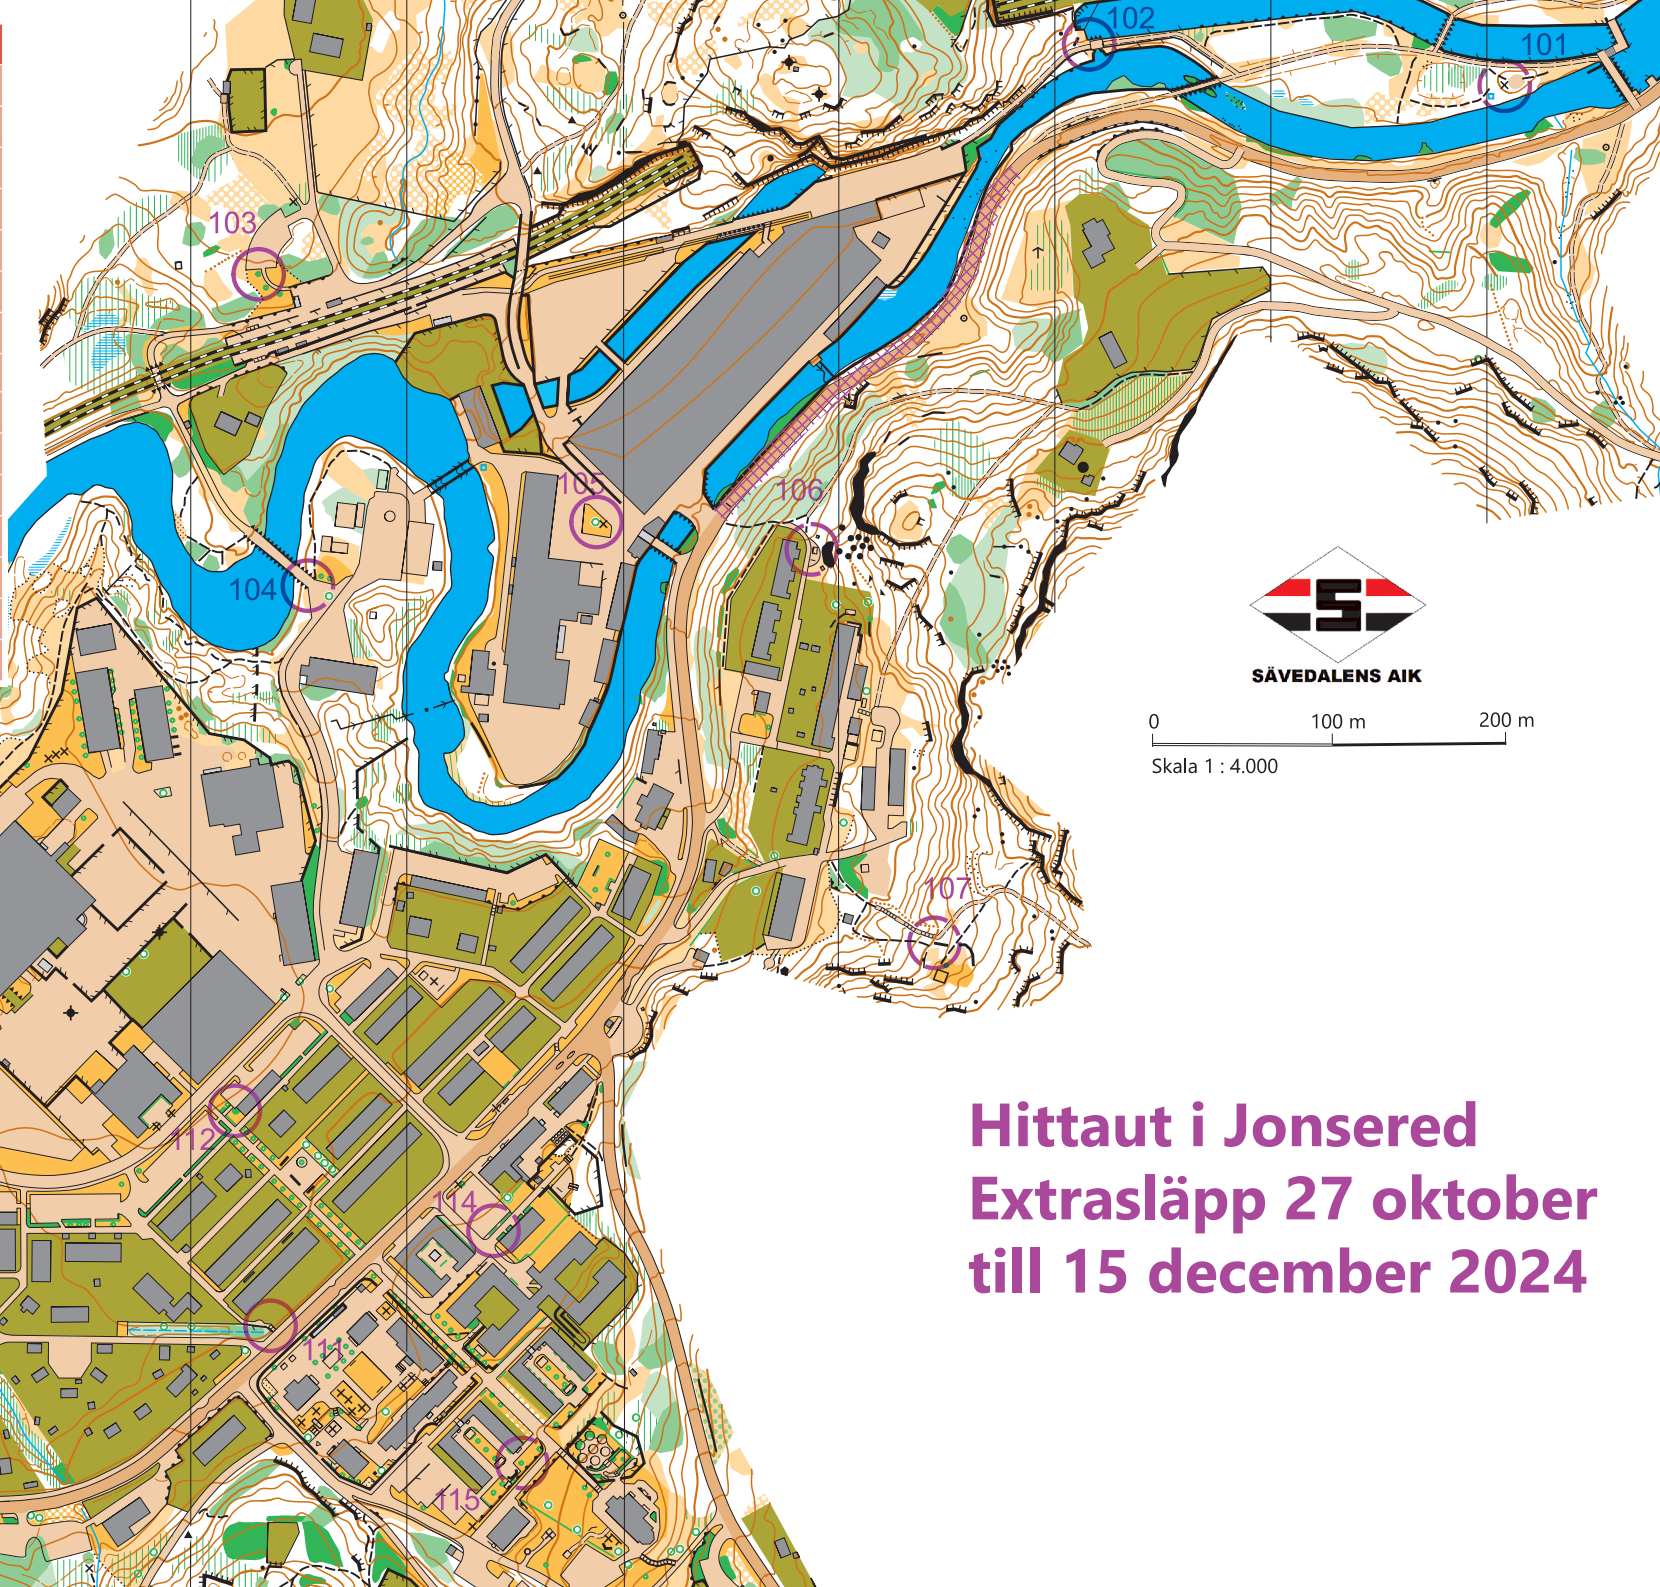 102
101
103
105
106
104
SÄVEDALENS AIK
0 100 m 200 m
Skala 1 : 4.000
107
112
114
111
115
Hittaut i Jonsered
Extrasläpp 27 oktober
till 15 december 2024